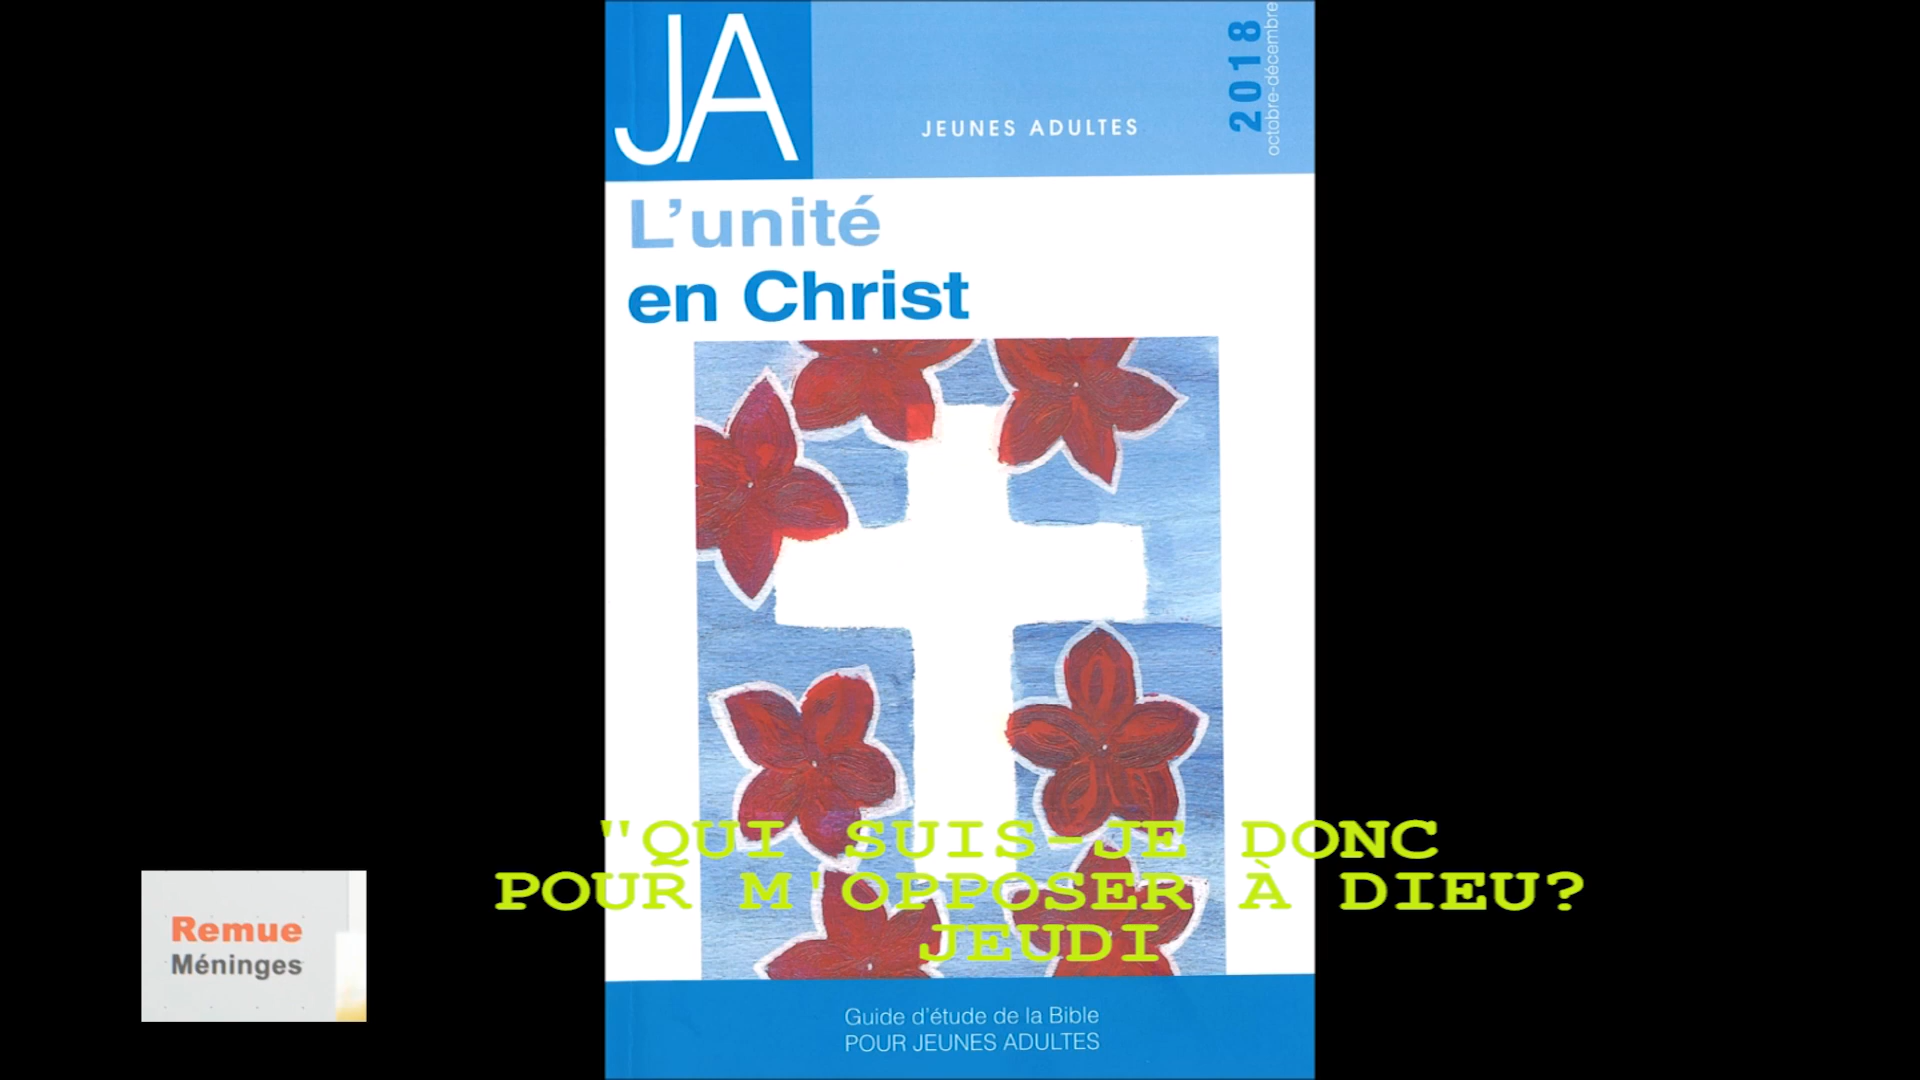 JA
JEUNES ADULTES
2018
octobre-décembre
L'unité
en Christ
"QUI SUIS-JE DONC
POUR M'OPPOSER À DIEU?
JEUDI
Remue
Méninges
Guide d'étude de la Bible
POUR JEUNES ADULTES